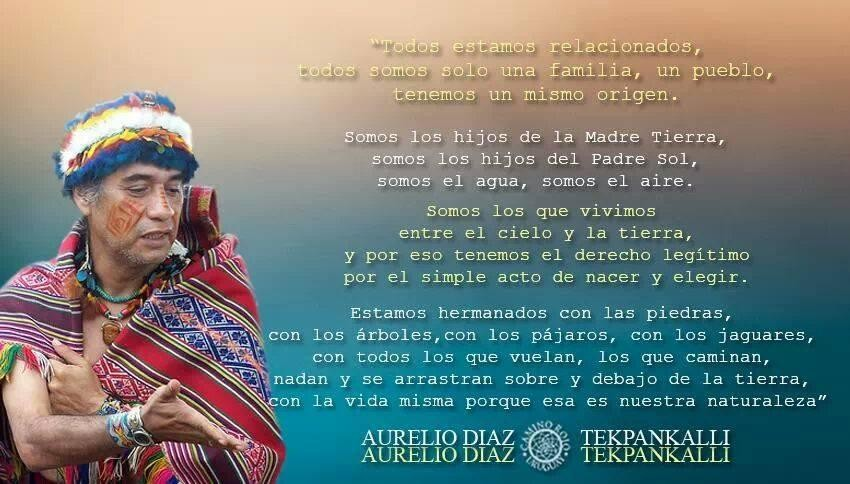 “Todos estamos relacionados,
todos somos solo una familia, un pueblo,
tenemos un mismo origen.
Somos los hijos de la Madre Tierra,
somos los hijos del Padre Sol,
somos el agua, somos el aire.
Somos los que vivimos
entre el cielo y la tierra,
y por eso tenemos el derecho legítimo
por el simple acto de nacer y elegir.
Estamos hermanados con las piedras,
con los árboles,con los pájaros, con los jaguares,
con todos los que vuelan, los que caminan,
nadan y se arrastran sobre y debajo de la tierra,
con la vida misma porque esa es nuestra naturaleza”
AURELIO DIAZ TEKPANKALLI
AURELIO DIAZ TEKPANKALLI